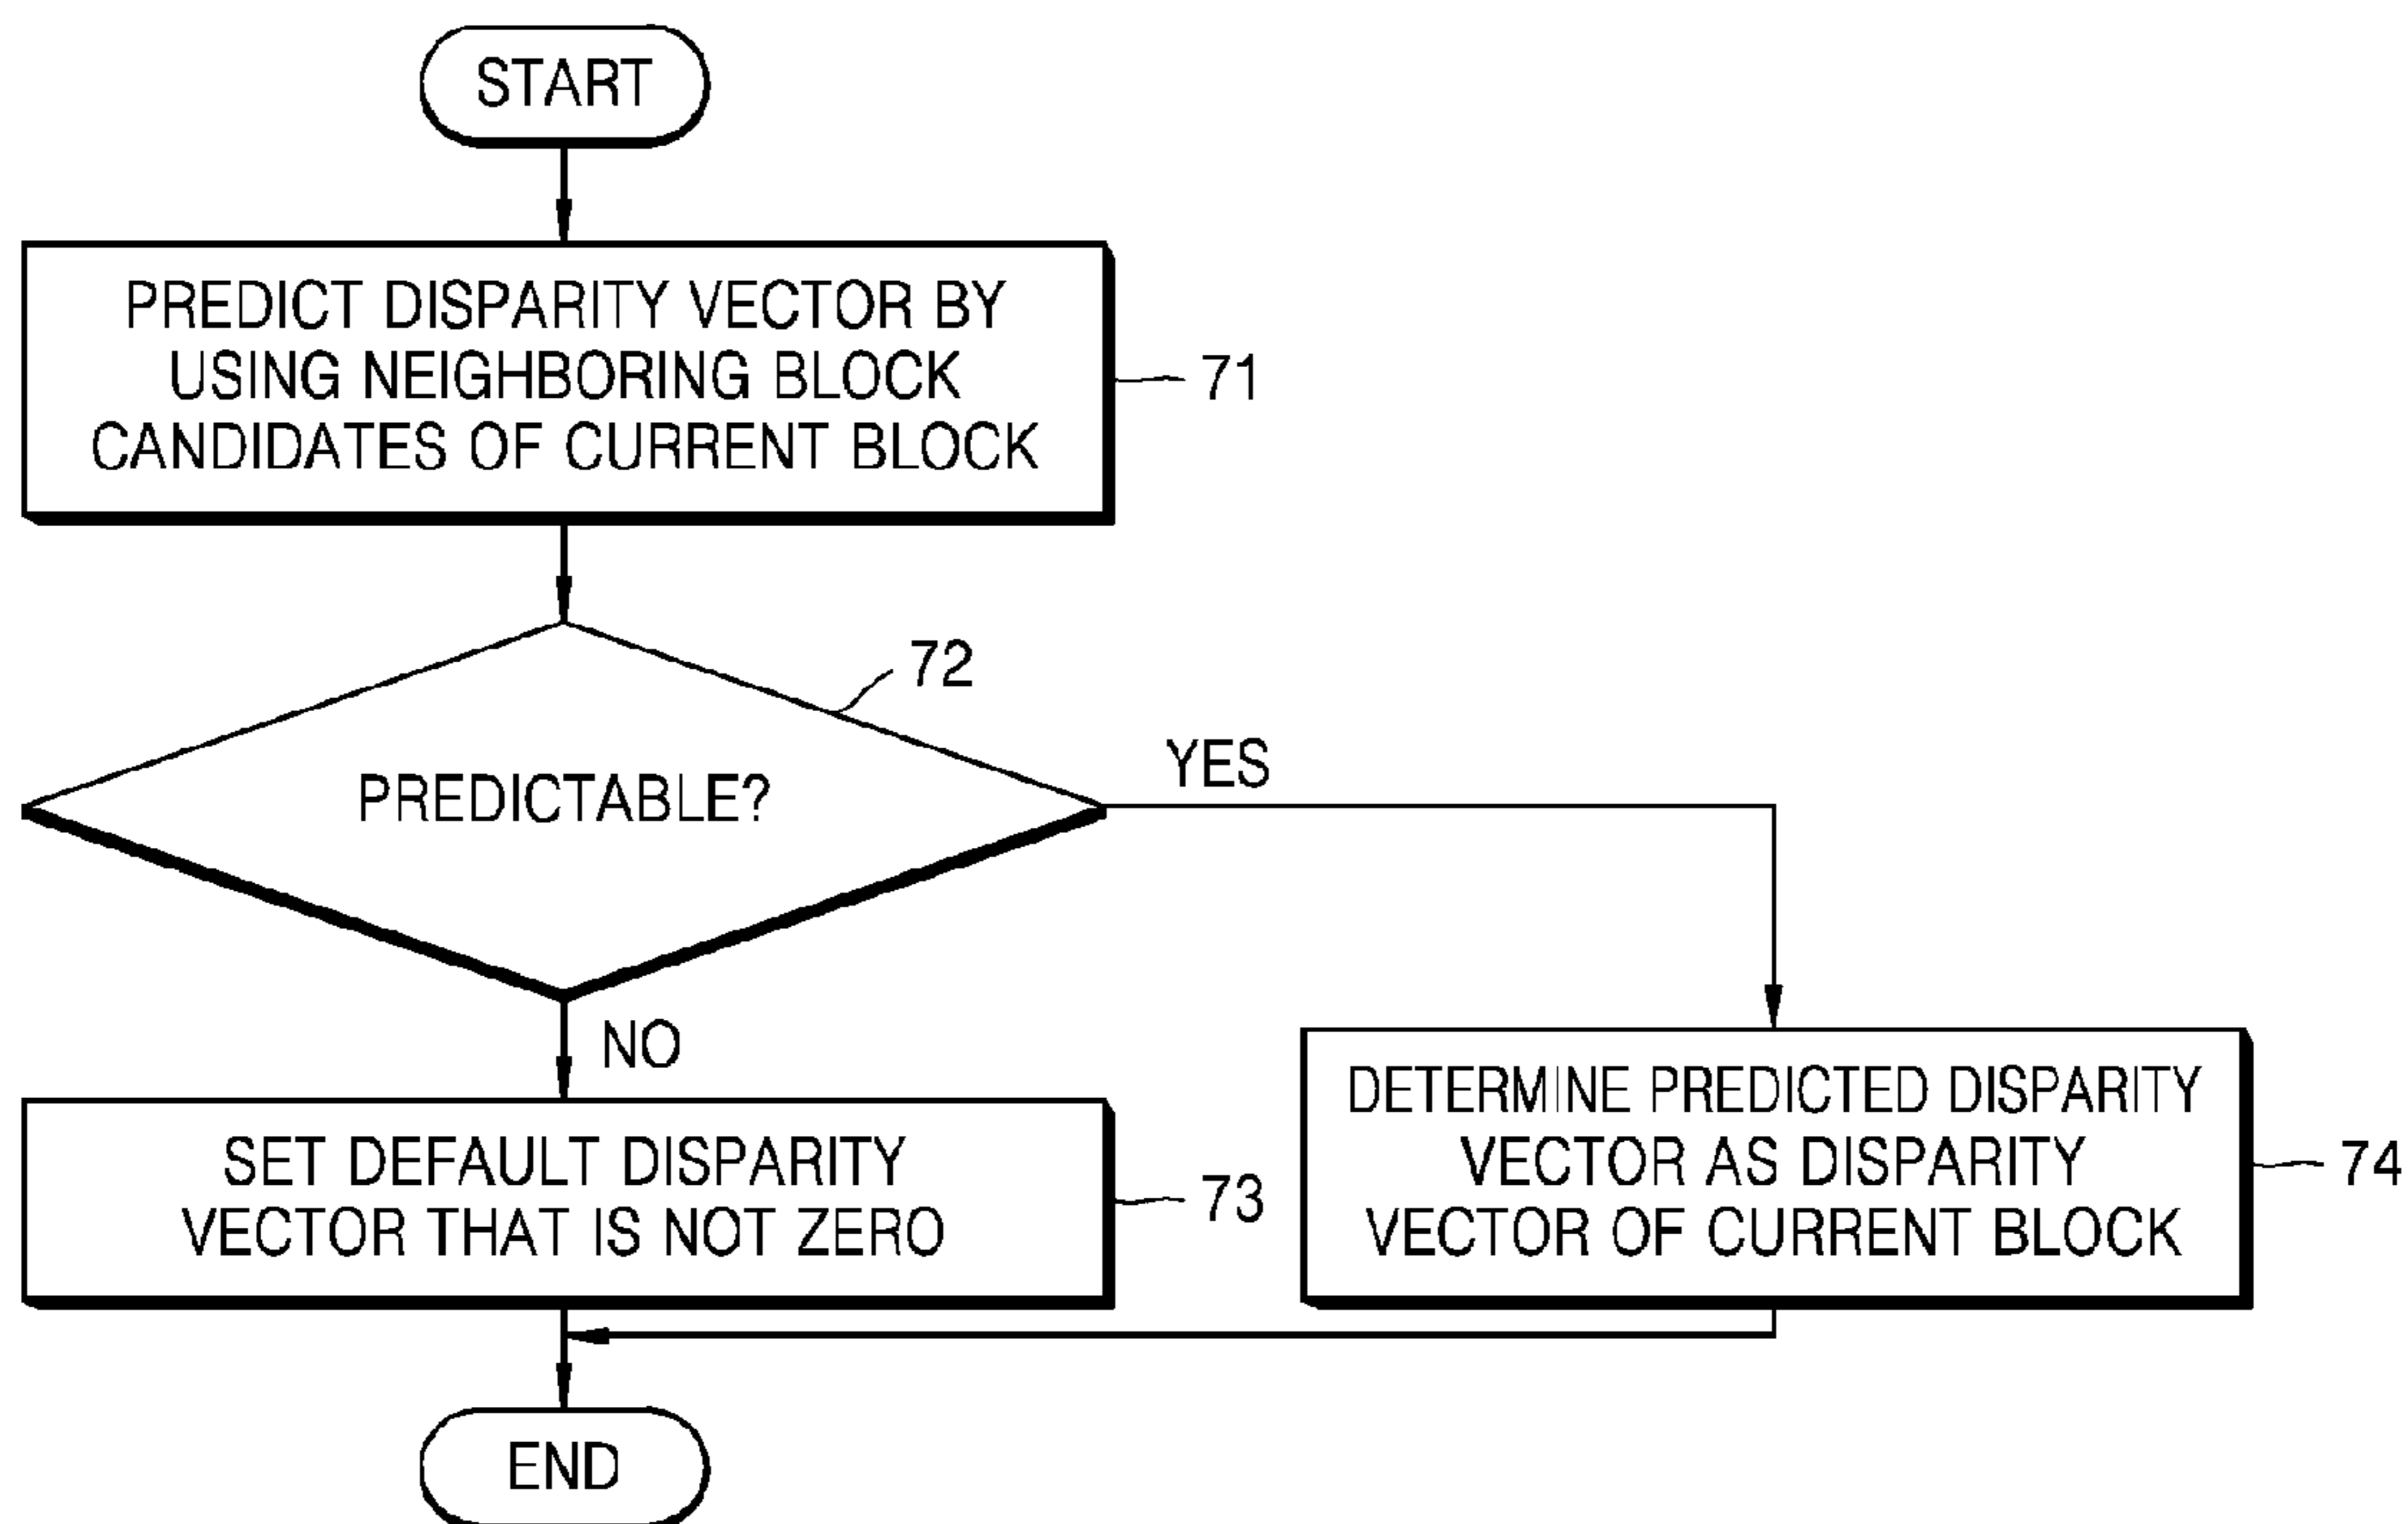 START
PREDICT DISPARITY VECTOR BY
USING NEIGHBORING BLOCK
CANDIDATES OF CURRENT BLOCK
71
72
PREDICTABLE?
YES
NO
SET DEFAULT DISPARITY
VECTOR THAT IS NOT ZERO
73
DETERMINE PREDICTED DISPARITY
VECTOR AS DISPARITY
VECTOR OF CURRENT BLOCK
74
END